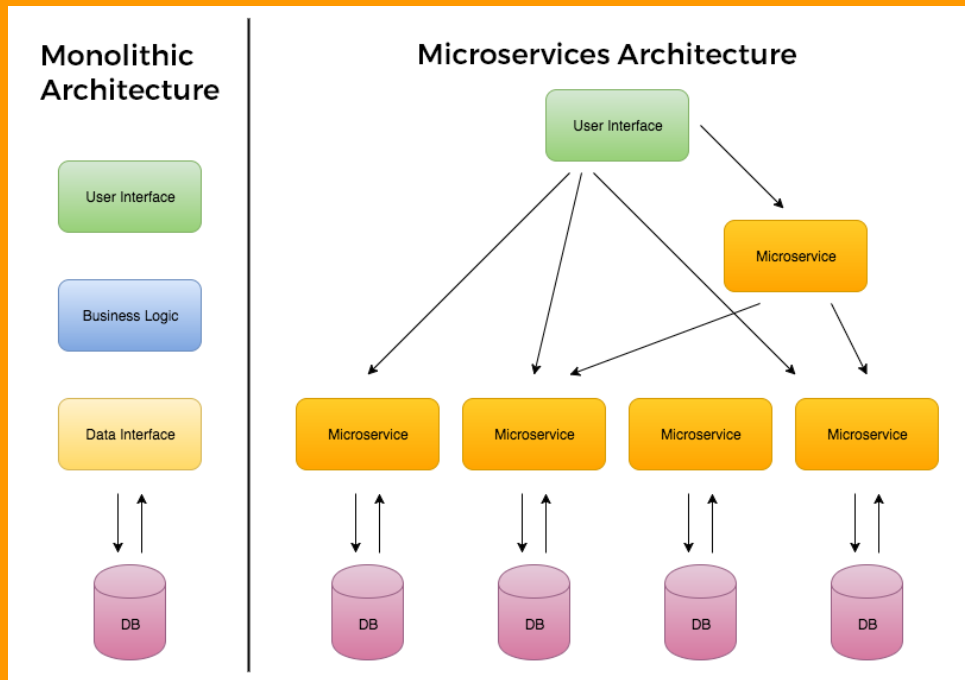 Monolithic
Architecture
User Interface
Business Logic
Data Interface
DB
Microservices Architecture
User Interface
Microservice
Microservice
Microservice
Microservice
Microservice
DB
DB
DB
DB